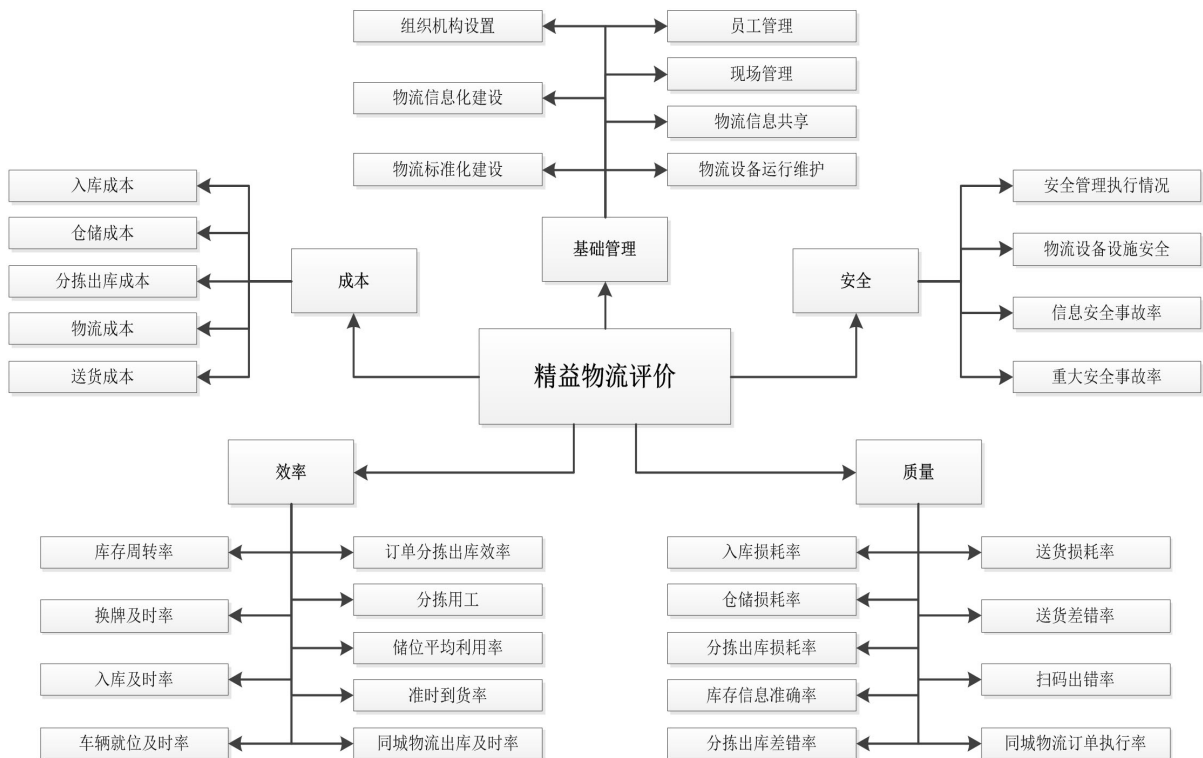 组织机构设置
员工管理
现场管理
物流信息化建设
物流信息共享
物流标准化建设
物流设备运行维护
基础管理
入库成本
仓储成本
分拣出库成本
物流成本
送货成本
成本
安全
安全管理执行情况
物流设备设施安全
信息安全事故率
重大安全事故率
精益物流评价
效率
库存周转率
换牌及时率
入库及时率
车辆就位及时率
订单分拣出库效率
分拣用工
储位平均利用率
准时到货率
同城物流出库及时率
质量
入库损耗率
仓储损耗率
分拣出库损耗率
库存信息准确率
分拣出库差错率
送货损耗率
送货差错率
扫码出错率
同城物流订单执行率